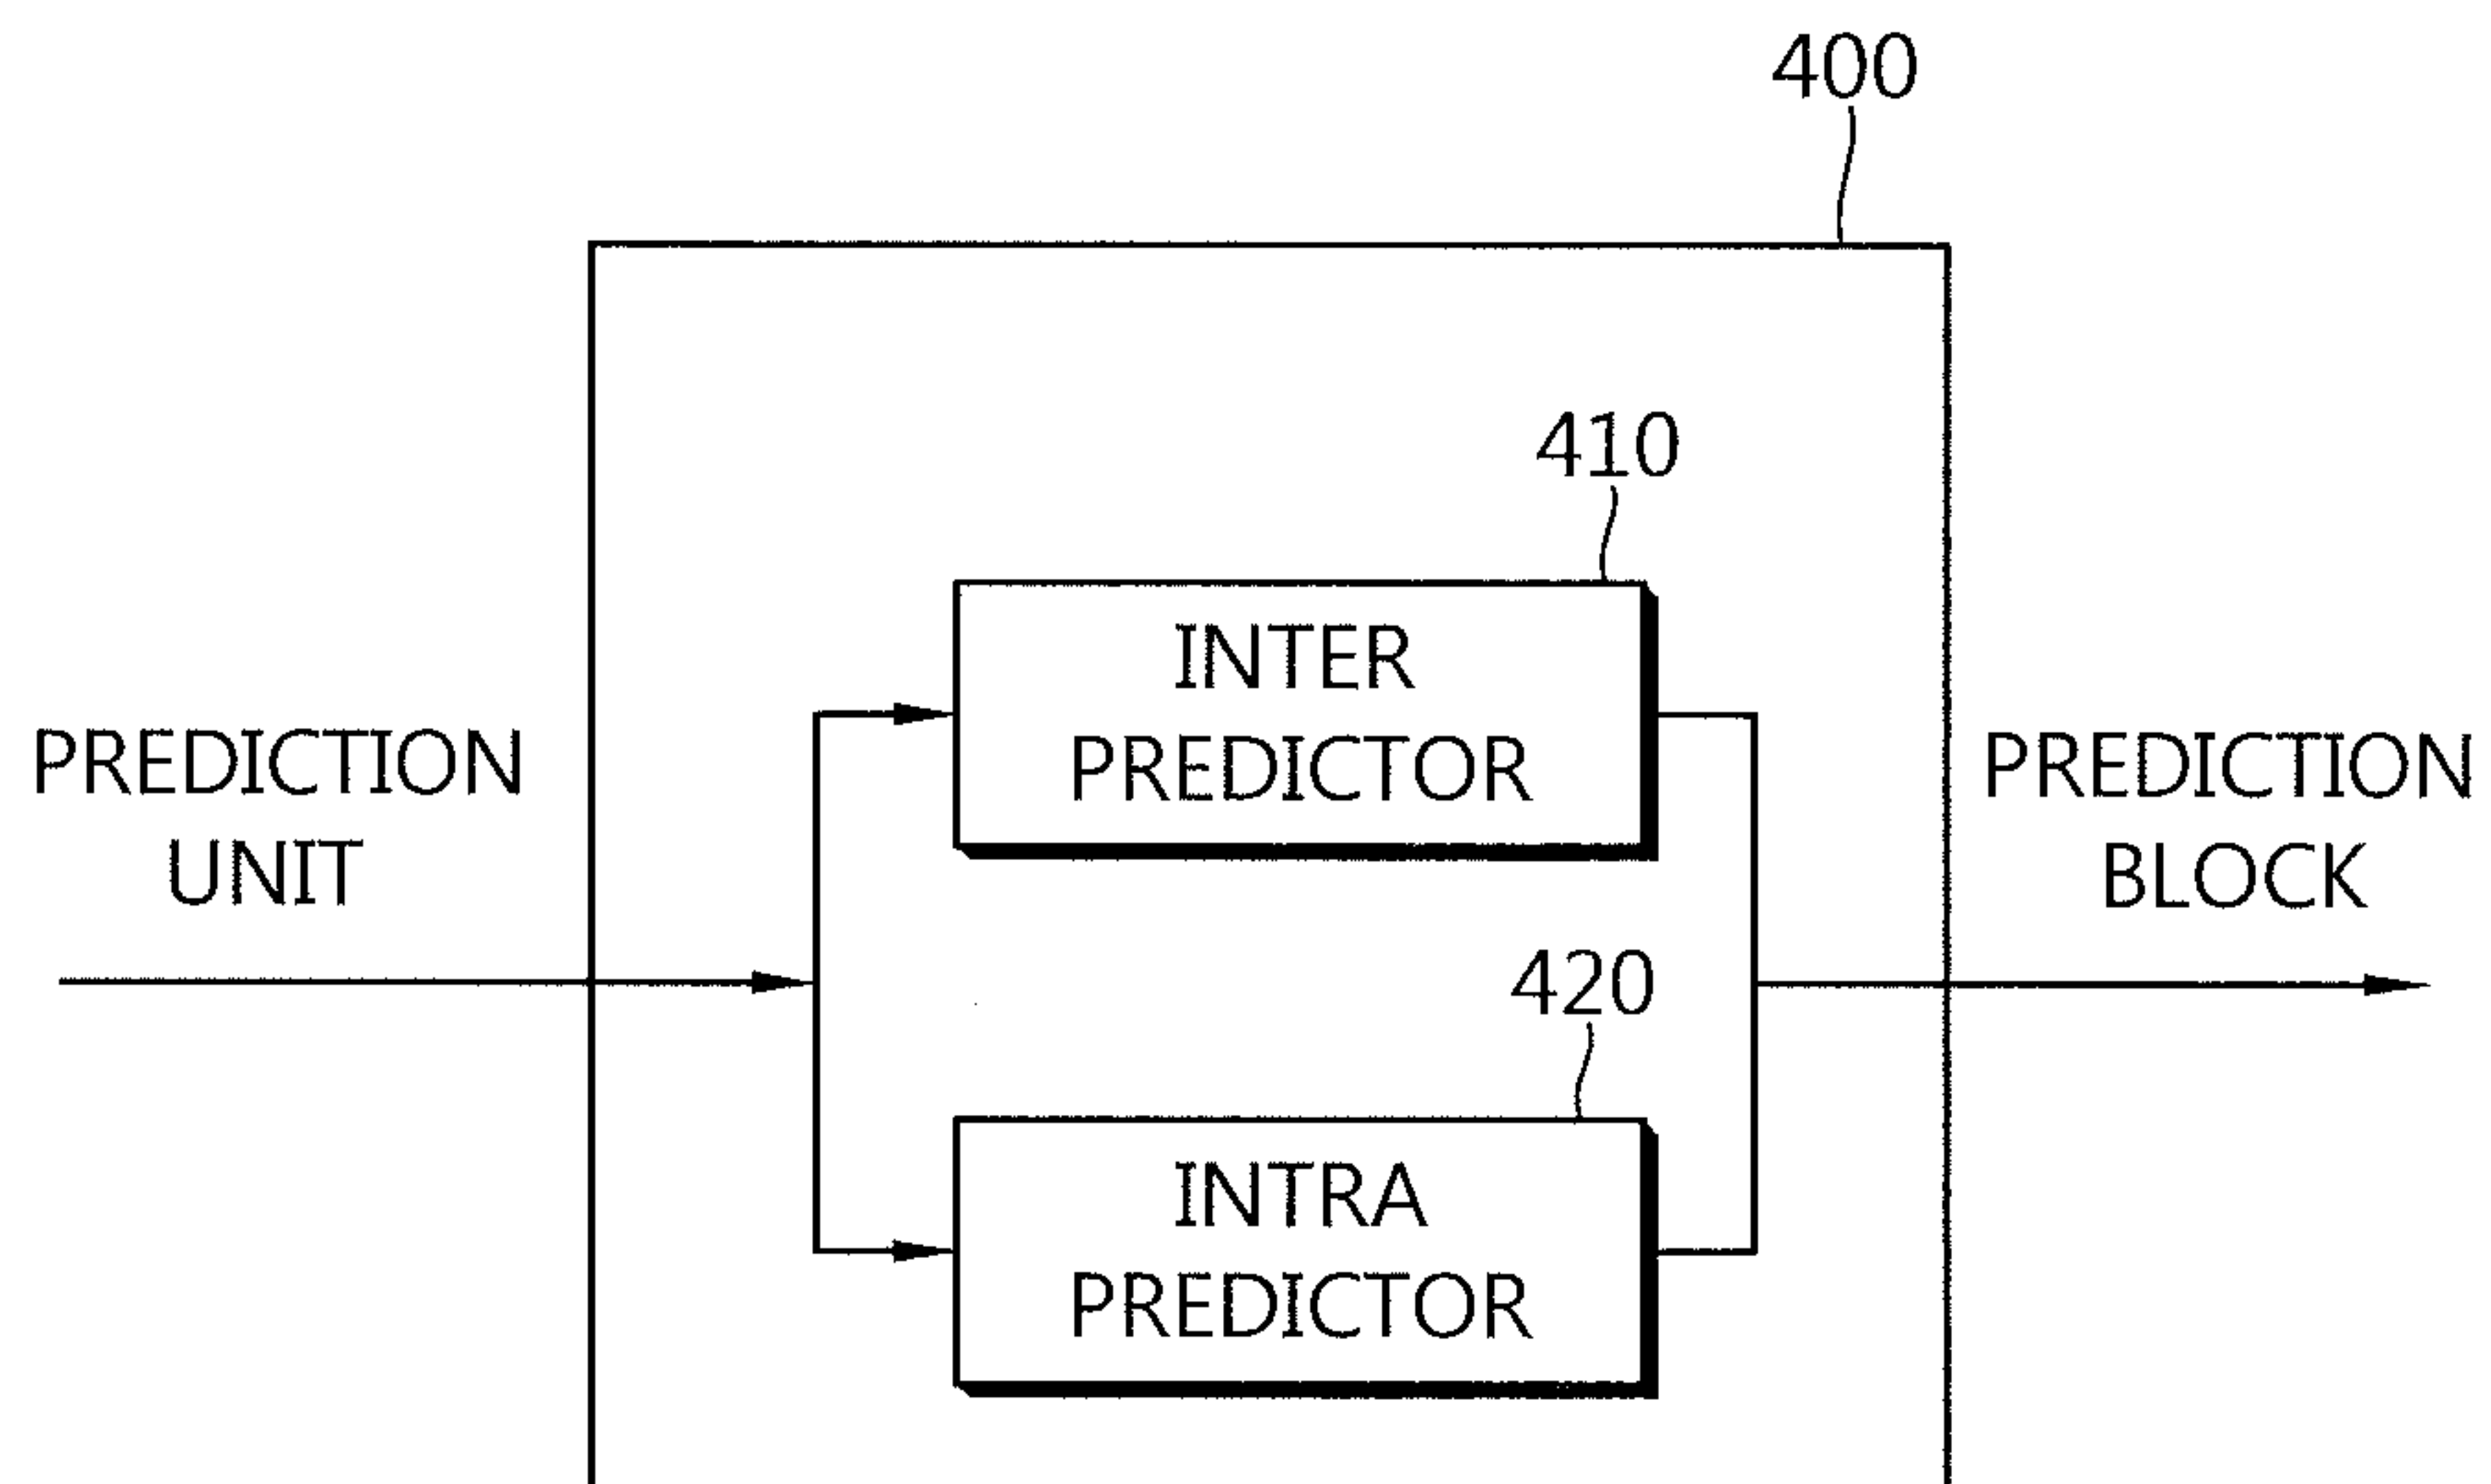 400
410
INTER
PREDICTOR
PREDICTION
UNIT
PREDICTION
BLOCK
420
INTRA
PREDICTOR